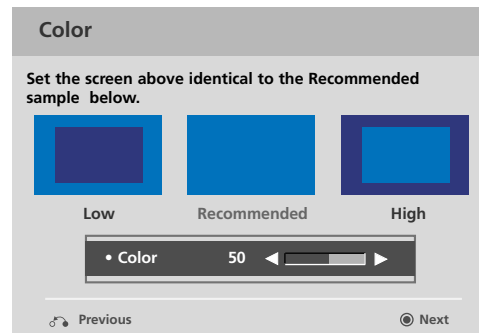 Color
Set the screen above identical to the Recommended
sample below.
Low Recommended High
• Color 50
Previous Next